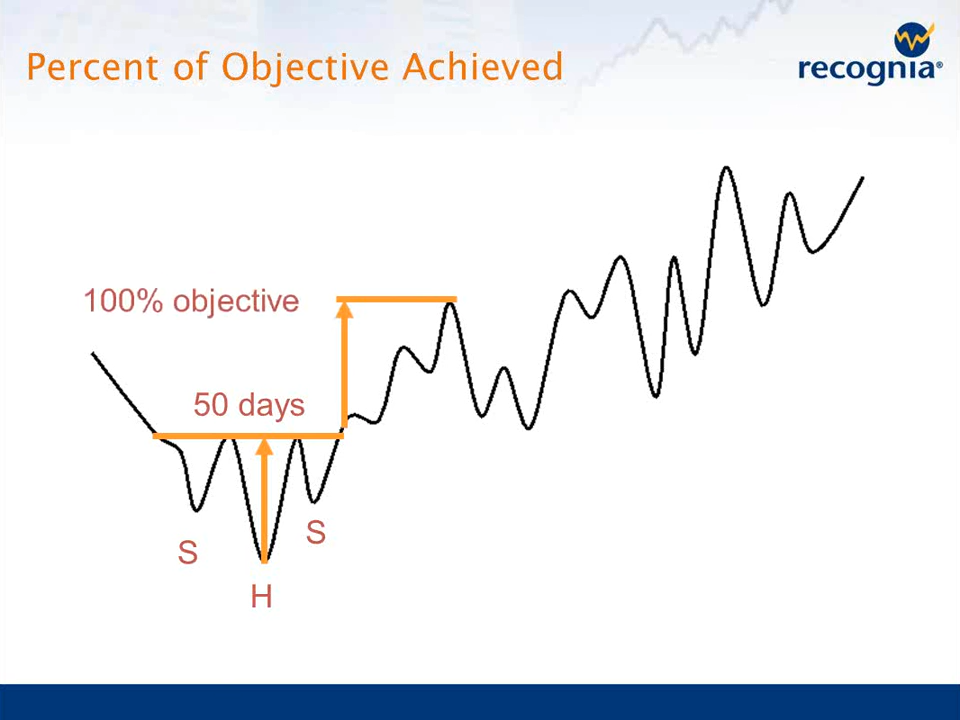 Percent of Objective Achieved
recognia®
100% objective
50 days
S
S
H